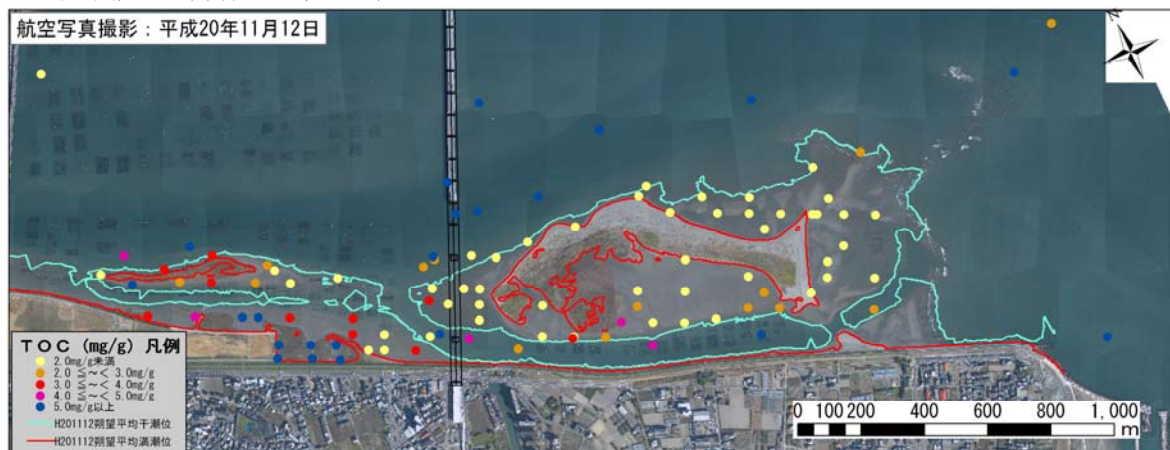 航空写真撮影：平成20年11月12日
TOC (mg/g) 凡例
2.0mg/g未満
2.0 ≦～< 3.0mg/g
3.0 ≦～< 4.0mg/g
4.0 ≦～< 5.0mg/g
5.0mg/g以上
H201112朔望平均干潮位
H201112朔望平均満潮位
0 100 200 400 600 800 1,000
m